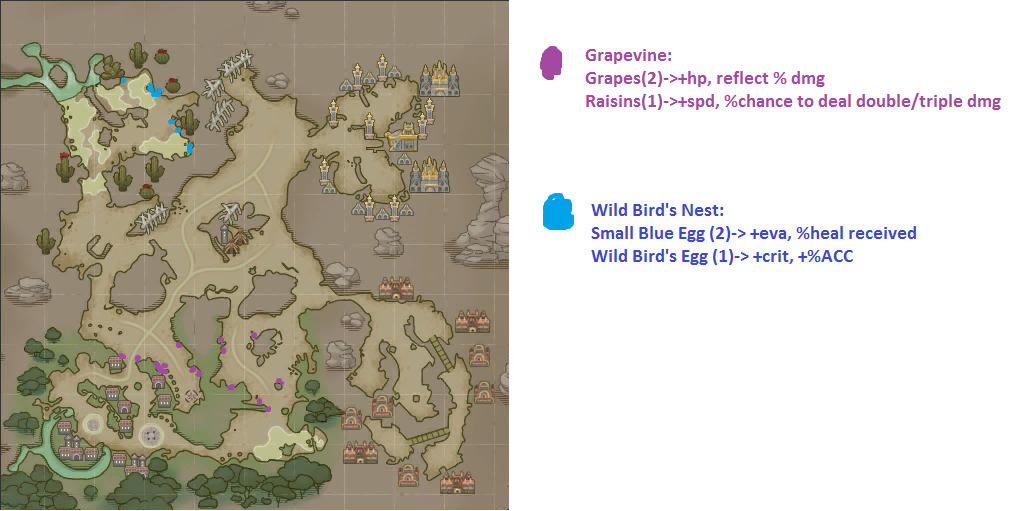 Grapevine:
Grapes(2)->+hp, reflect % dmg
Raisins(1)->+spd, %chance to deal double/triple dmg
Wild Bird's Nest:
Small Blue Egg (2)-> +eva, %heal received
Wild Bird's Egg (1)-> +crit, +%ACC